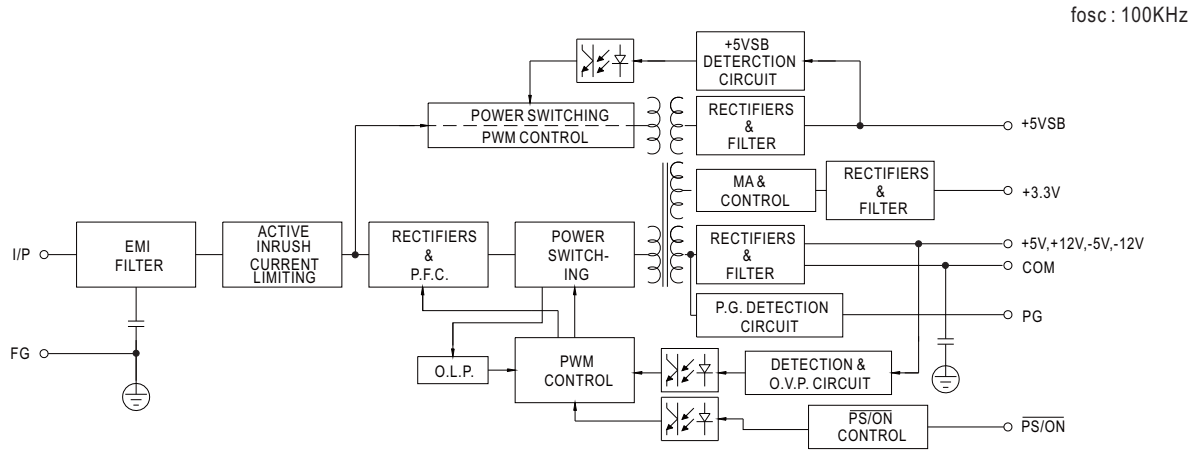 fosc : 100KHz
+5VSB
DETERCTION
CIRCUIT
POWER SWITCHING
PWM CONTROL
RECTIFIERS
&
FILTER
+5VSB
MA &
CONTROL
RECTIFIERS
&
FILTER
+3.3V
I/P
EMI
FILTER
ACTIVE
INRUSH
CURRENT
LIMITING
RECTIFIERS
&
P.F.C.
POWER
SWITCH-
ING
RECTIFIERS
&
FILTER
+5V,+12V,-5V,-12V
COM
P.G. DETECTION
CIRCUIT
PG
FG
O.L.P.
PWM
CONTROL
DETECTION &
O.V.P. CIRCUIT
PS/ON
CONTROL
PS/ON